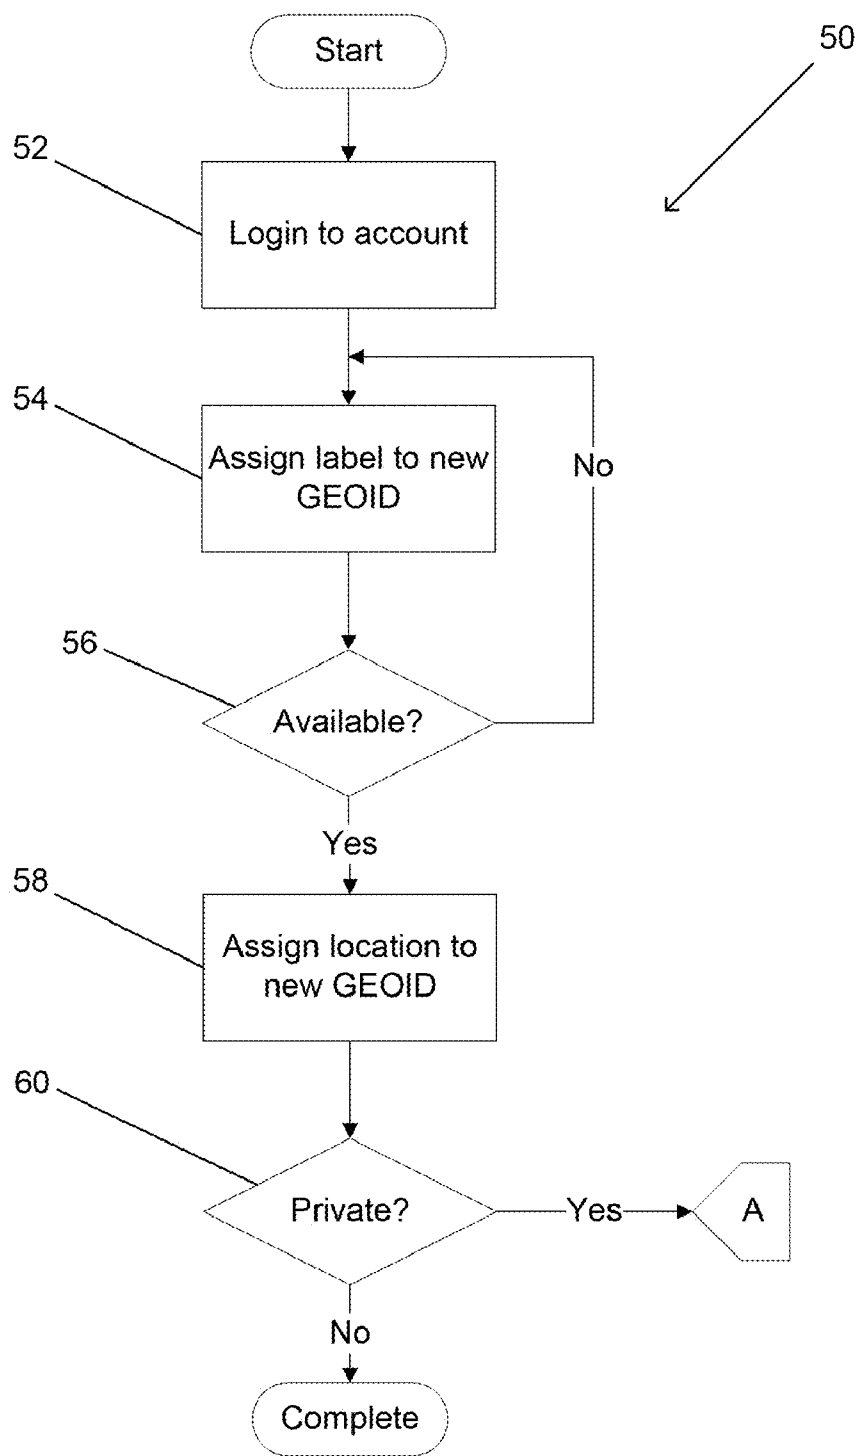 Start
50
52
Login to account
54
Assign label to new
GEOID
No
56
Available?
Yes
58
Assign location to
new GEOID
60
Private?
Yes
A
No
Complete